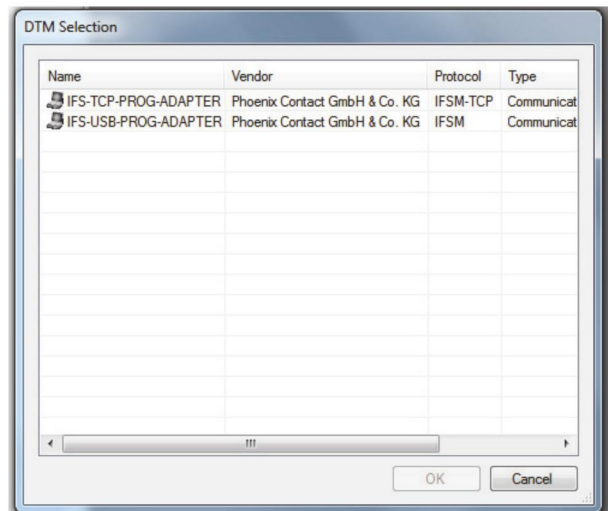 DTM Selection
Name Vendor Protocol Type
IFS-TCP-PROG-ADAPTER Phoenix Contact GmbH & Co. KG IFSM-TCP Communicat
IFS-USB-PROG-ADAPTER Phoenix Contact GmbH & Co. KG IFSM Communicat
OK Cancel